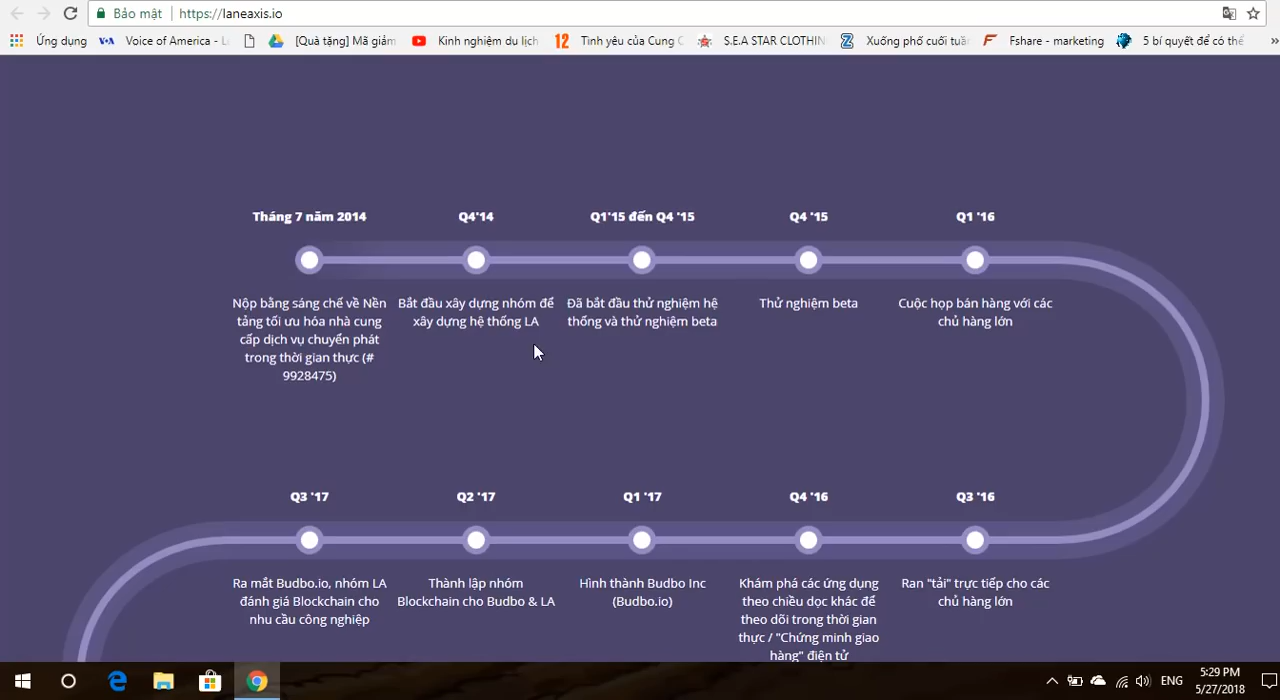 Bảo mật
https://laneaxis.io
Ứng dụng
VOA
Voice of America - L
[Quà tặng] Mã giảm
Kinh nghiệm du lịch
12
Tình yêu của Cung C
S.E.A STAR CLOTHIN
Z
Xuống phố cuối tuần
F
Fshare - marketing
5 bí quyết để có thể
»
Tháng 7 năm 2014
Q4'14
Q1'15 đến Q4 '15
Q4 '15
Q1 '16
Nộp bằng sáng chế về Nền
tảng tối ưu hóa nhà cung
cấp dịch vụ chuyển phát
trong thời gian thực (#
9928475)
Bắt đầu xây dựng nhóm để
xây dựng hệ thống LA
Đã bắt đầu thử nghiệm hệ
thống và thử nghiệm beta
Thử nghiệm beta
Cuộc họp bán hàng với các
chủ hàng lớn
Q3 '17
Q2 '17
Q1 '17
Q4 '16
Q3 '16
Ra mắt Budbo.io, nhóm LA
đánh giá Blockchain cho
nhu cầu công nghiệp
Thành lập nhóm
Blockchain cho Budbo & LA
Hình thành Budbo Inc
(Budbo.io)
Khám phá các ứng dụng
theo chiều dọc khác để
theo dõi trong thời gian
thực / "Chứng minh giao
hàng" điện tử
Ran "tải" trực tiếp cho các
chủ hàng lớn
ENG
5:29 PM
5/27/2018